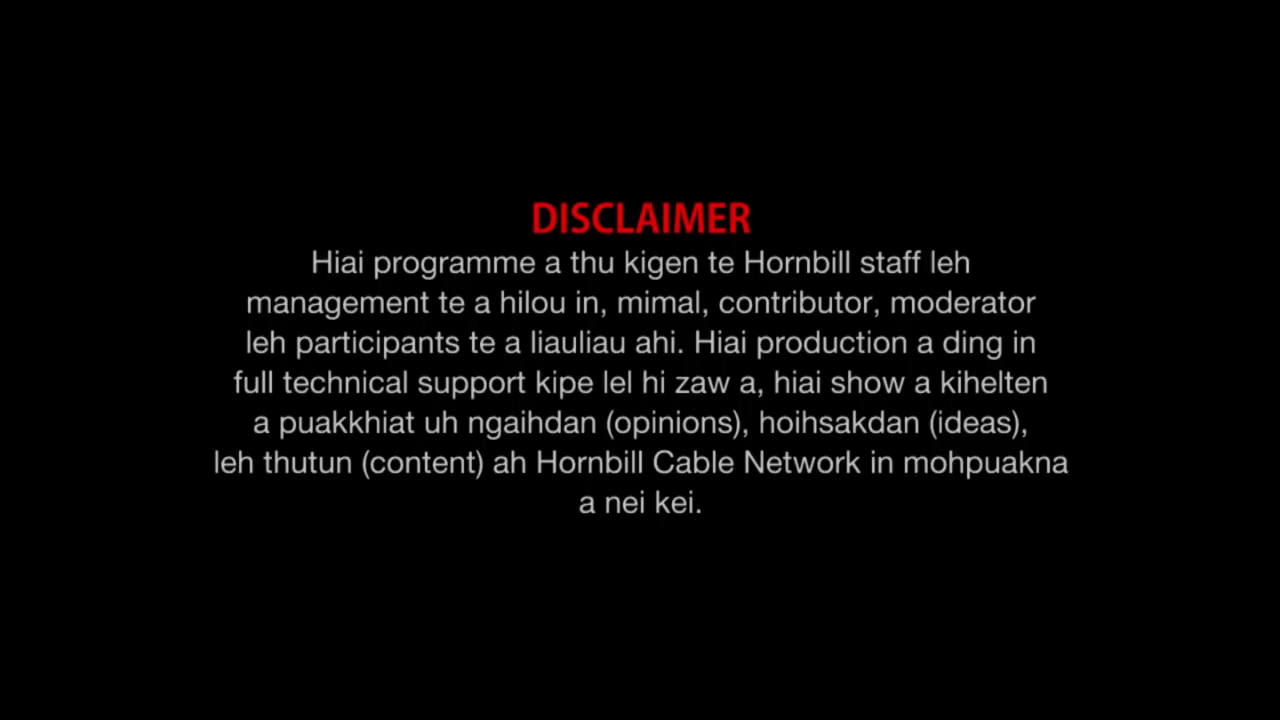 DISCLAIMER
Hiai programme a thu kigen te Hornbill staff leh
management te a hilou in, mimal, contributor, moderator
leh participants te a liauliau ahi. Hiai production a ding in
full technical support kipe lel hi zaw a, hiai show a kihelten
a puakkhiat uh ngaihdan (opinions), hoihsakdan (ideas),
leh thutun (content) ah Hornbill Cable Network in mohpuakna
a nei kei.